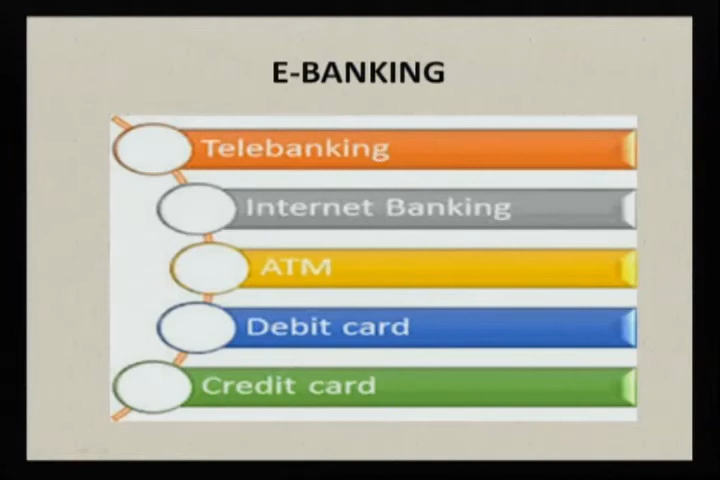 E-BANKING
Telebanking
Internet Banking
ATM
Debit card
Credit card